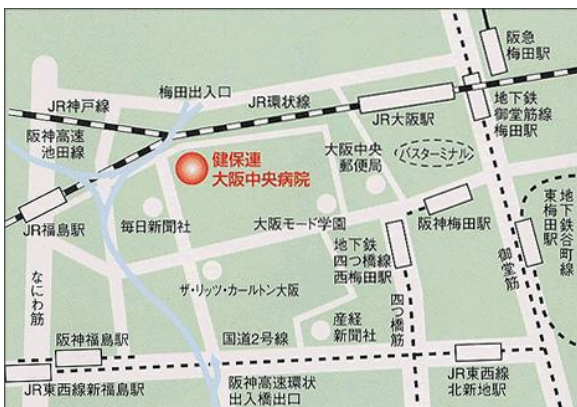 阪急
梅田駅
梅田出入口
JR神戸線
JR環状線
JR大阪駅
地下鉄
御堂筋線
梅田駅
阪神高速
池田線
健保連
大阪中央病院
大阪中央
郵便局
バスターミナル
JR福島駅
毎日新聞社
大阪モード学園
阪神梅田駅
地下鉄谷町線
東梅田駅
なにわ筋
ザ・リッツ・カールトン大阪
地下鉄
四つ橋線
西梅田駅
御堂筋
四つ橋筋
産経
新聞社
国道2号線
阪神福島駅
JR東西線新福島駅
阪神高速環状
出入橋出口
JR東西線
北新地駅